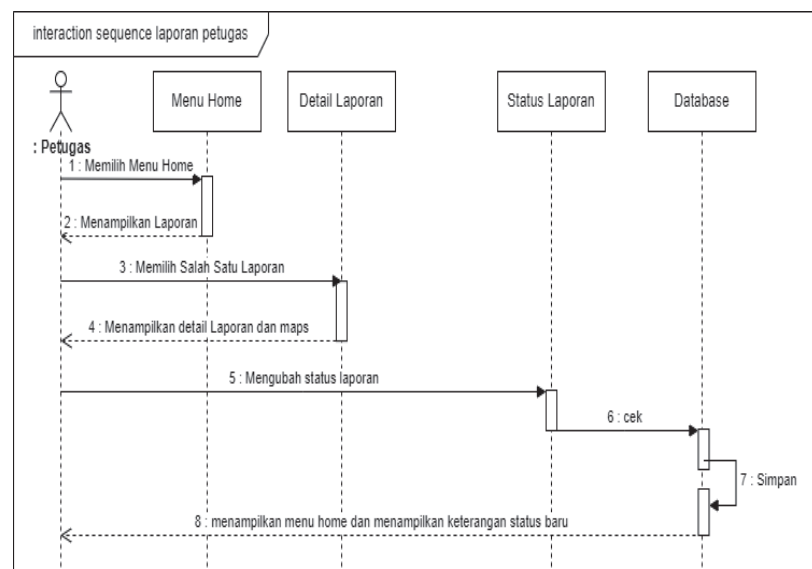 interaction sequence laporan petugas
Menu Home
Detail Laporan
Status Laporan
Database
: Petugas
1 : Memilih Menu Home
2 : Menampilkan Laporan
3 : Memilih Salah Satu Laporan
4 : Menampilkan detail Laporan dan maps
5 : Mengubah status laporan
6 : cek
7 : Simpan
8 : menampilkan menu home dan menampilkan keterangan status baru